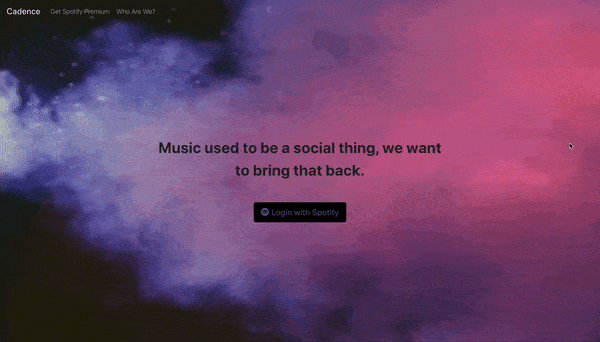 Cadence Get Spotify Premium Who Are We?
Music used to be a social thing, we want
to bring that back.
Login with Spotify